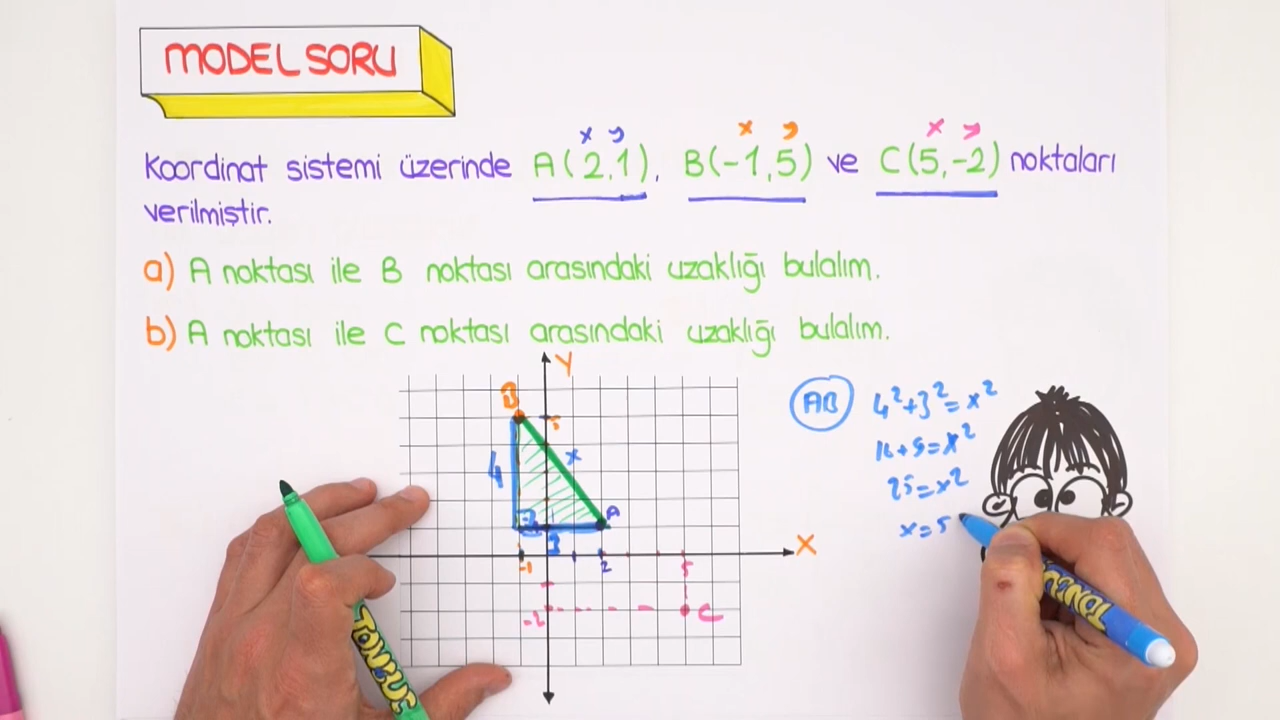 MODEL SORU
x y x y x y
Koordinat sistemi üzerinde A(2,1), B(-1,5) ve C(5,-2) noktaları
verilmiştir.
a) A noktası ile B noktası arasındaki uzaklığı bulalım.
b) A noktası ile C noktası arasındaki uzaklığı bulalım.
Y
B
5
4
x
A
3
1
X
-1
2
5
-2
C
AB
4²+3²=x²
16+9=x²
25=x²
x=5